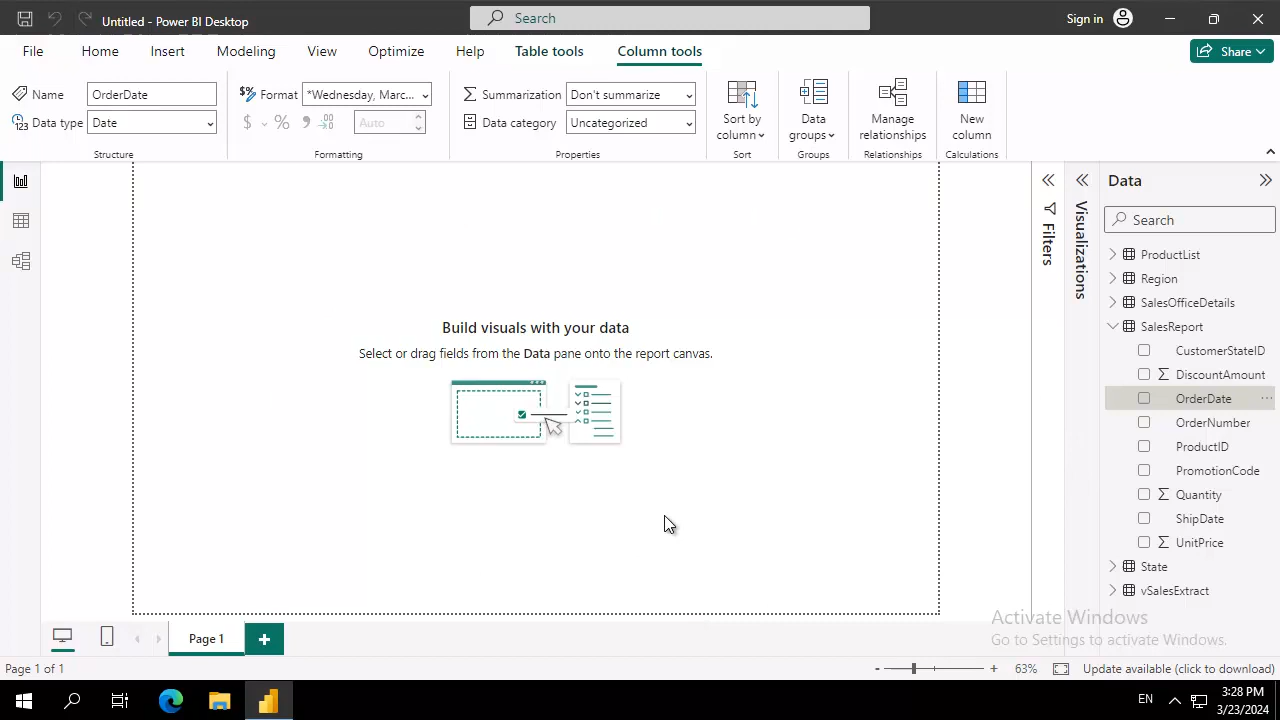 Untitled - Power BI Desktop
Search
Sign in
File
Home
Insert
Modeling
View
Optimize
Help
Table tools
Column tools
Share
Name
OrderDate
Format
*Wednesday, Marc...
Summarization
Don't summarize
Data type
Date
$
%
Auto
Data category
Uncategorized
Sort by column
Data groups
Manage relationships
New column
Structure
Formatting
Properties
Sort
Groups
Relationships
Calculations
Filters
Visualizations
Data
Search
ProductList
Region
SalesOfficeDetails
SalesReport
CustomerStateID
DiscountAmount
OrderDate
OrderNumber
ProductID
PromotionCode
Quantity
ShipDate
UnitPrice
State
vSalesExtract
Build visuals with your data
Select or drag fields from the Data pane onto the report canvas.
Activate Windows
Go to Settings to activate Windows.
Page 1
Page 1 of 1
63%
Update available (click to download)
EN
3:28 PM
3/23/2024